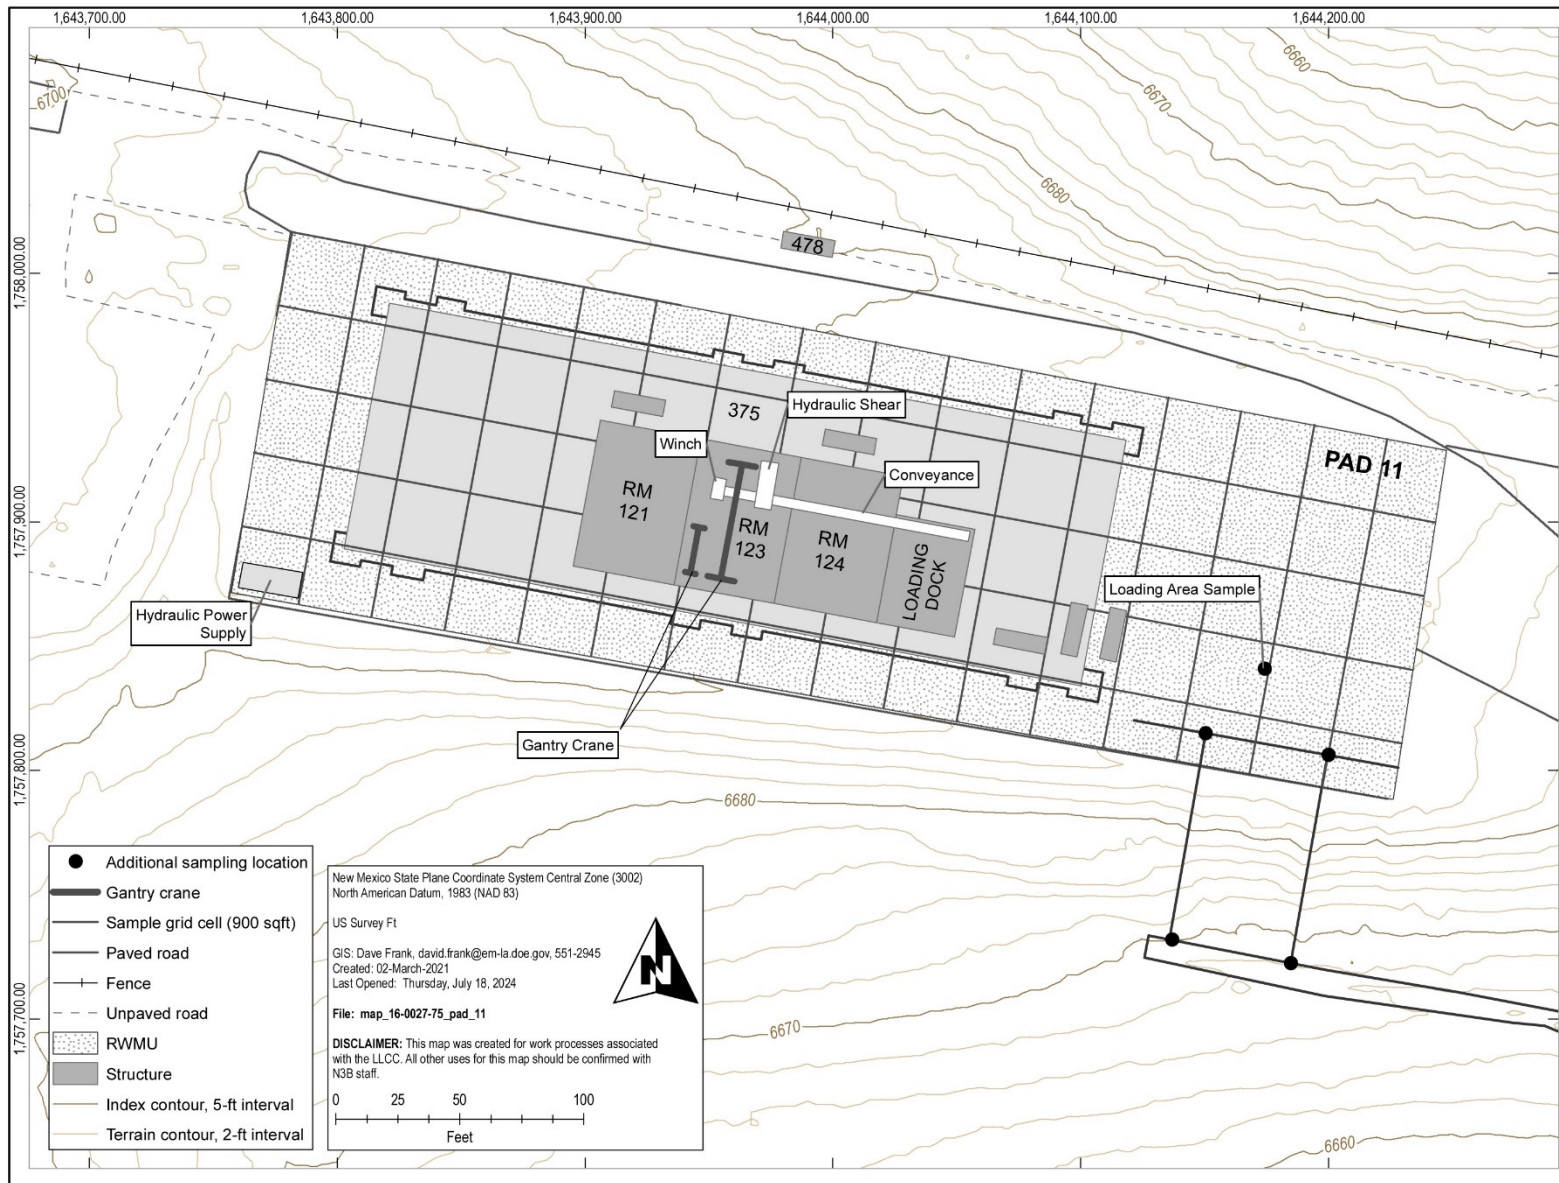 1,643,700.00
1,643,800.00
1,643,900.00
1,644,000.00
1,644,100.00
1,644,200.00
1,758,000.00
1,757,900.00
1,757,800.00
1,757,700.00
6700
6660
6670
6680
478
375
Hydraulic Shear
Winch
Conveyance
PAD 11
RM
121
RM
123
RM
124
LOADING
DOCK
Loading Area Sample
Hydraulic Power
Supply
Gantry Crane
6680
6670
6660
Additional sampling location
Gantry crane
Sample grid cell (900 sqft)
Paved road
Fence
Unpaved road
RWMU
Structure
Index contour, 5-ft interval
Terrain contour, 2-ft interval
New Mexico State Plane Coordinate System Central Zone (3002)
North American Datum, 1983 (NAD 83)
US Survey Ft
GIS: Dave Frank, david.frank@em-la.doe.gov, 551-2945
Created: 02-March-2021
Last Opened: Thursday, July 18, 2024
File: map_16-0027-75_pad_11
DISCLAIMER: This map was created for work processes associated
with the LLCC. All other uses for this map should be confirmed with
N3B staff.
N
0 25 50 100
Feet